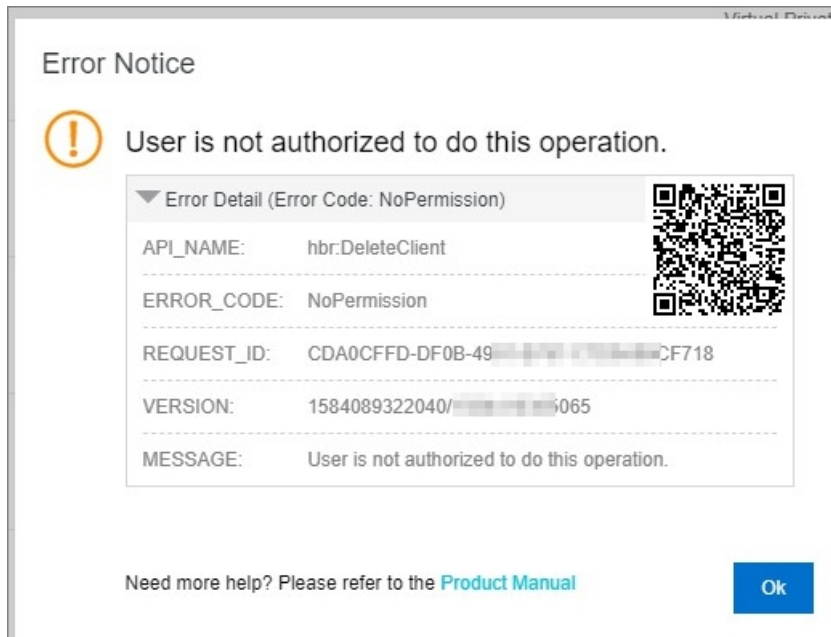 Error Notice
User is not authorized to do this operation.
Error Detail (Error Code: NoPermission)
API_NAME: hbr:DeleteClient
ERROR_CODE: NoPermission
REQUEST_ID: CDA0CFFD-DF0B-49 CF718
VERSION: 1584089322040/ 5065
MESSAGE: User is not authorized to do this operation.
Need more help? Please refer to the Product Manual
Ok